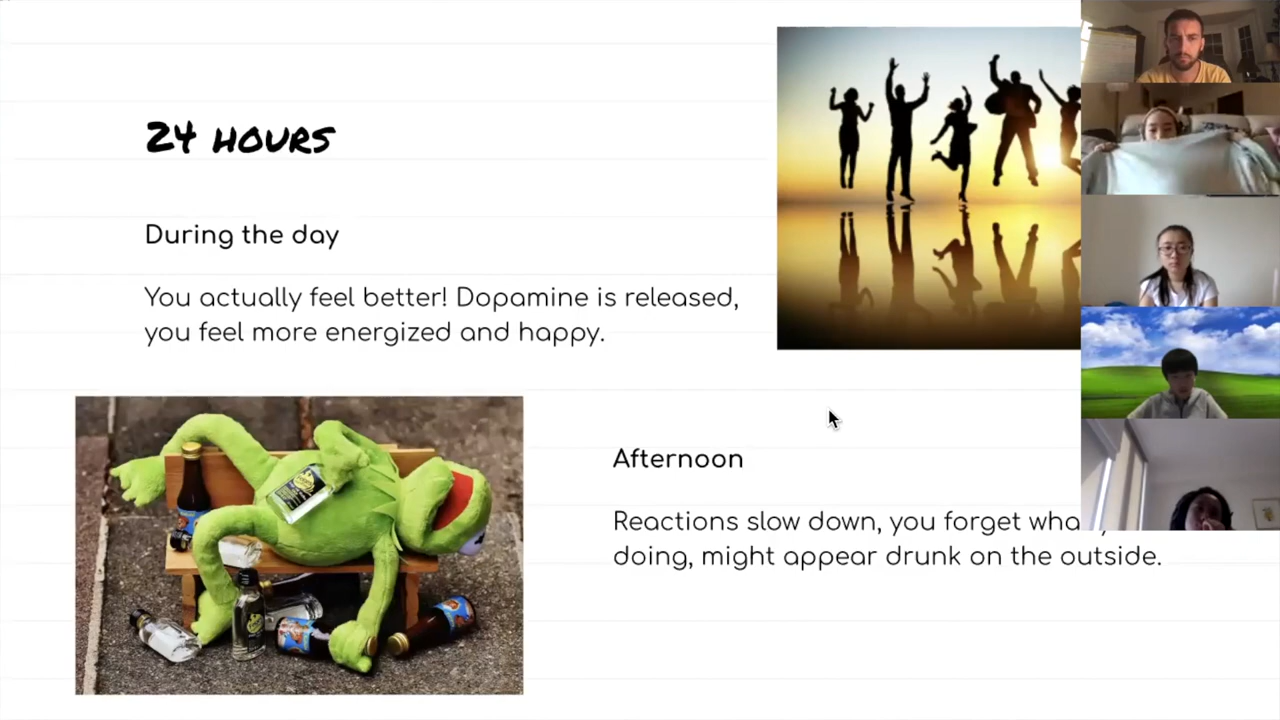 24 HOURS
During the day
You actually feel better! Dopamine is released,
you feel more energized and happy.
Afternoon
Reactions slow down, you forget
doing, might appear drunk on the outside.